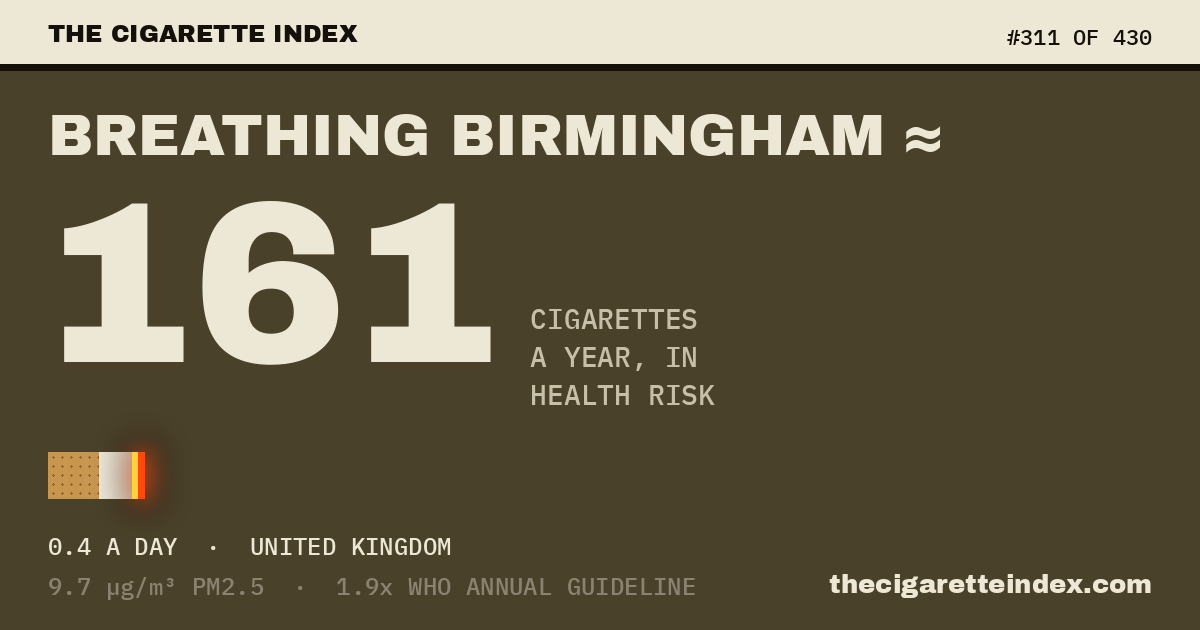 THE CIGARETTE INDEX
#311 OF 430
BREATHING BIRMINGHAM ≈
161
CIGARETTES
A YEAR, IN
HEALTH RISK
0.4 A DAY · UNITED KINGDOM
9.7 µg/m³ PM2.5 · 1.9x WHO ANNUAL GUIDELINE
thecigaretteindex.com